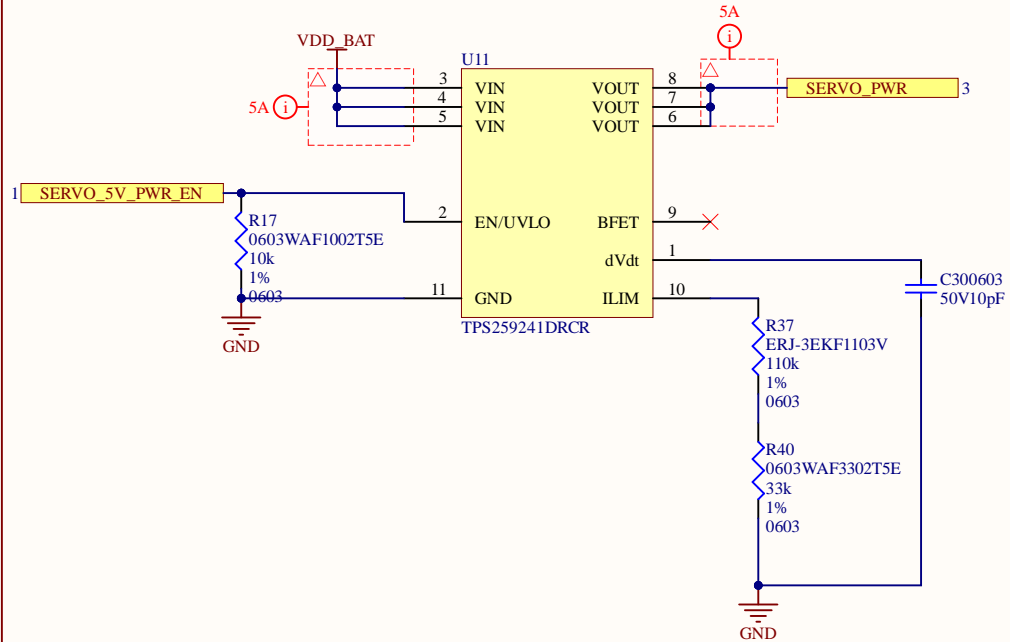 5A
VDD_BAT
U11
5A
3 VIN
4 VIN
5 VIN
VOUT 8
VOUT 7
VOUT 6
SERVO_PWR 3
1 SERVO_5V_PWR_EN
2 EN/UVLO
BFET 9
R17
0603WAF1002T5E
10k
1%
0603
dVdt 1
11 GND
ILIM 10
C300603
50V10pF
GND
TPS259241DRCR
R37
ERJ-3EKF1103V
110k
1%
0603
R40
0603WAF3302T5E
33k
1%
0603
GND